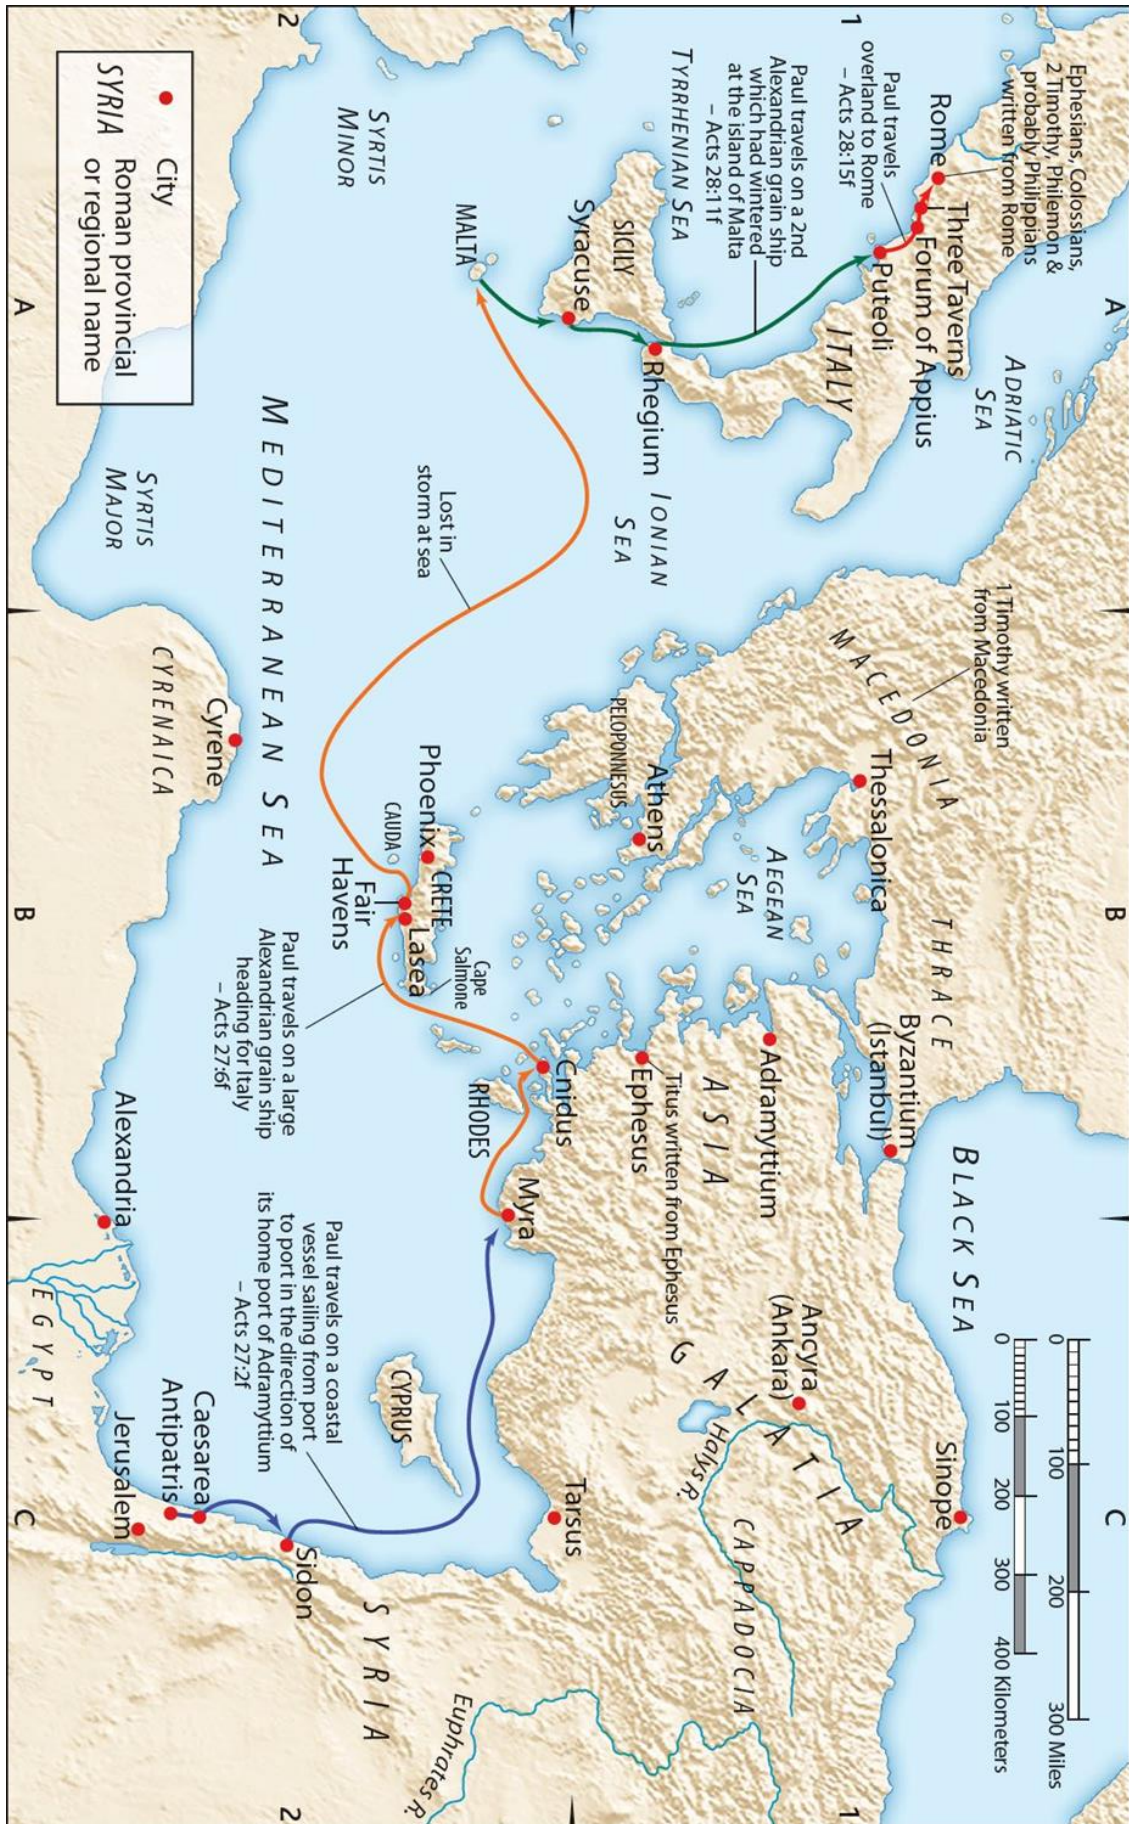 Ephesians, Colossians,
2 Timothy, Philemon &
probably Philippians
written from Rome
Rome
Three Taverns
Forum of Appius
Puteoli
Paul travels
overland to Rome
– Acts 28:15f
Paul travels on a 2nd
Alexandrian grain ship
which had wintered
at the island of Malta
– Acts 28:11f
TYRRHENIAN SEA
ITALY
ADRIATIC
SEA
SICILY
Syracuse
Rhegium
IONIAN
SEA
MALTA
SYRTIS
MINOR
SYRTIS
MAJOR
Lost in
storm at sea
MEDITERRANEAN SEA
1 Timothy written
from Macedonia
MACEDONIA
Thessalonica
THRACE
Byzantium
(Istanbul)
BLACK SEA
PELOPONNESUS
Athens
AEGEAN
SEA
Adramyttium
ASIA
Ephesus
Titus written from Ephesus
Cnidus
RHODES
Myra
Phoenix
CRETE
CAUDA
Fair
Havens
Lasea
Cape
Salmone
Paul travels on a large
Alexandrian grain ship
heading for Italy
– Acts 27:6f
CYRENAICA
Cyrene
Alexandria
EGYPT
Paul travels on a coastal
vessel sailing from port
to port in the direction of
its home port of Adramyttium
– Acts 27:2f
CYPRUS
Ancyra
(Ankara)
GALATIA
Halys R.
Sinope
CAPPADOCIA
Tarsus
Sidon
Caesarea
Antipatris
Jerusalem
SYRIA
Euphrates R.
0 100 200 300 Miles
0 100 200 300 400 Kilometers
City
SYRIA Roman provincial
or regional name
A
B
C
A
B
C
1
2
1
2